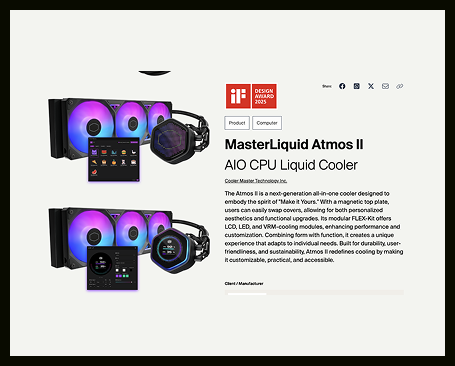 iF
DESIGN
AWARD
2025
Share
Product
Computer
MasterLiquid Atmos II
AIO CPU Liquid Cooler
Cooler Master Technology Inc.
The Atmos II is a next-generation all-in-one cooler designed to
embody the spirit of "Make it Yours." With a magnetic top plate,
users can easily swap covers, allowing for both personalized
aesthetics and functional upgrades. Its modular FLEX-Kit offers
LCD, LED, and VRM-cooling modules, enhancing performance and
customization. Combining form with function, it creates a unique
experience that adapts to individual needs. Built for durability, user-
friendliness, and sustainability, Atmos II redefines cooling by making
it customizable, practical, and accessible.
Client / Manufacturer